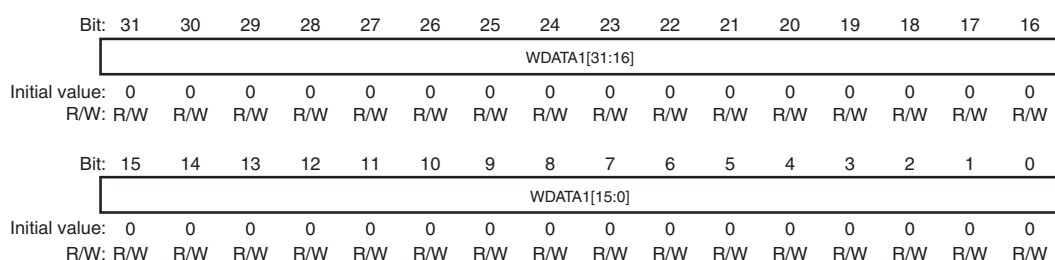 Bit: 31 30 29 28 27 26 25 24 23 22 21 20 19 18 17 16
WDATA1[31:16]
Initial value: 0 0 0 0 0 0 0 0 0 0 0 0 0 0 0 0
R/W: R/W R/W R/W R/W R/W R/W R/W R/W R/W R/W R/W R/W R/W R/W R/W R/W
Bit: 15 14 13 12 11 10 9 8 7 6 5 4 3 2 1 0
WDATA1[15:0]
Initial value: 0 0 0 0 0 0 0 0 0 0 0 0 0 0 0 0
R/W: R/W R/W R/W R/W R/W R/W R/W R/W R/W R/W R/W R/W R/W R/W R/W R/W